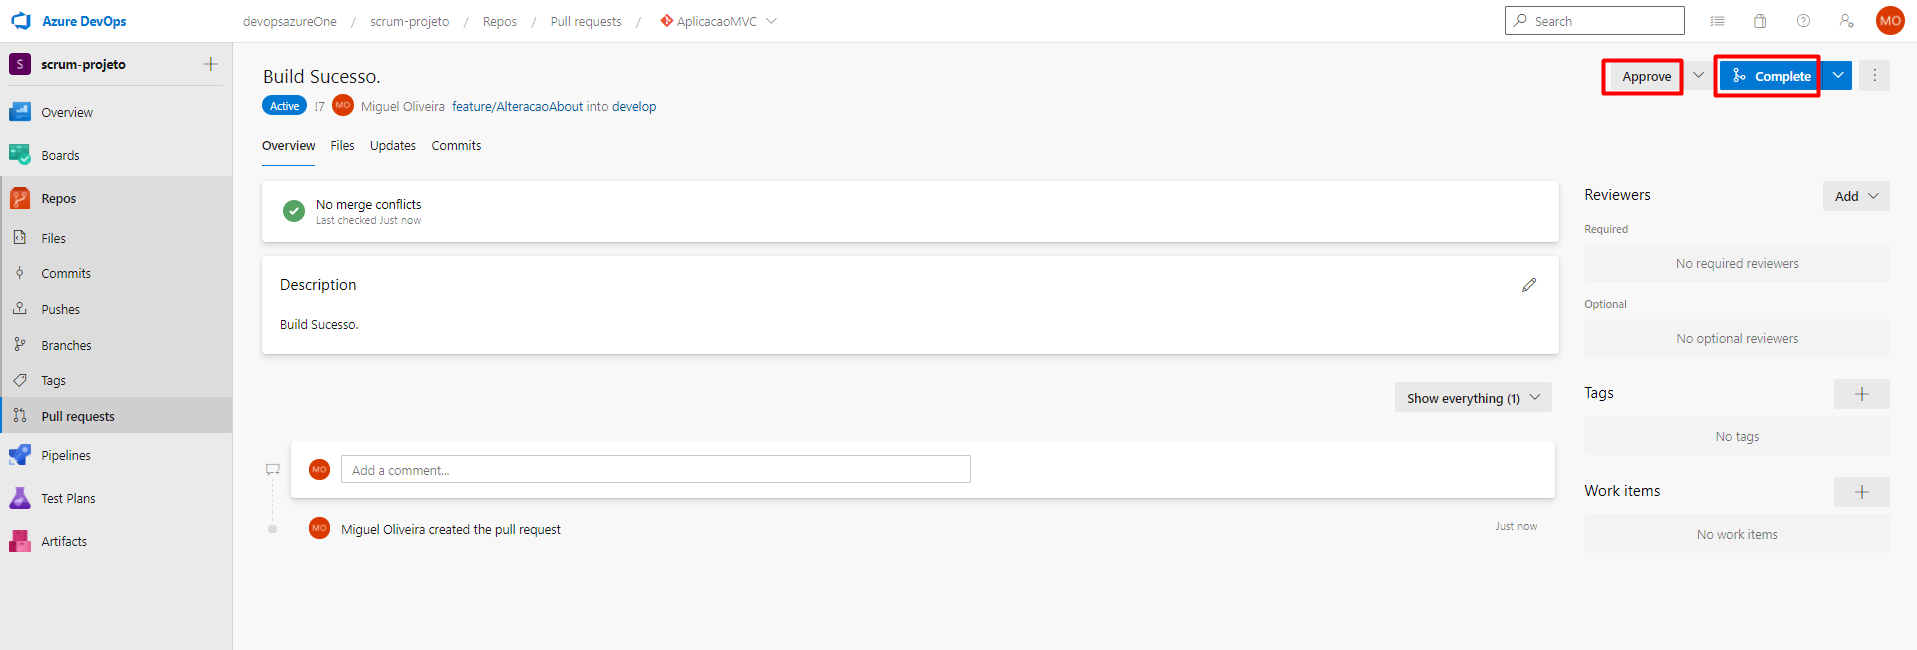 Azure DevOps
devopsazureOne / scrum-projeto / Repos / Pull requests / AplicacaoMVC
Search
MO
S scrum-projeto
Overview
Boards
Repos
Files
Commits
Pushes
Branches
Tags
Pull requests
Pipelines
Test Plans
Artifacts
Build Sucesso.
Approve
Complete
Active !7 MO Miguel Oliveira feature/AlteracaoAbout into develop
Overview Files Updates Commits
No merge conflicts
Last checked Just now
Description
Build Sucesso.
Show everything (1)
MO Add a comment...
MO Miguel Oliveira created the pull request Just now
Reviewers Add
Required
No required reviewers
Optional
No optional reviewers
Tags
No tags
Work items
No work items